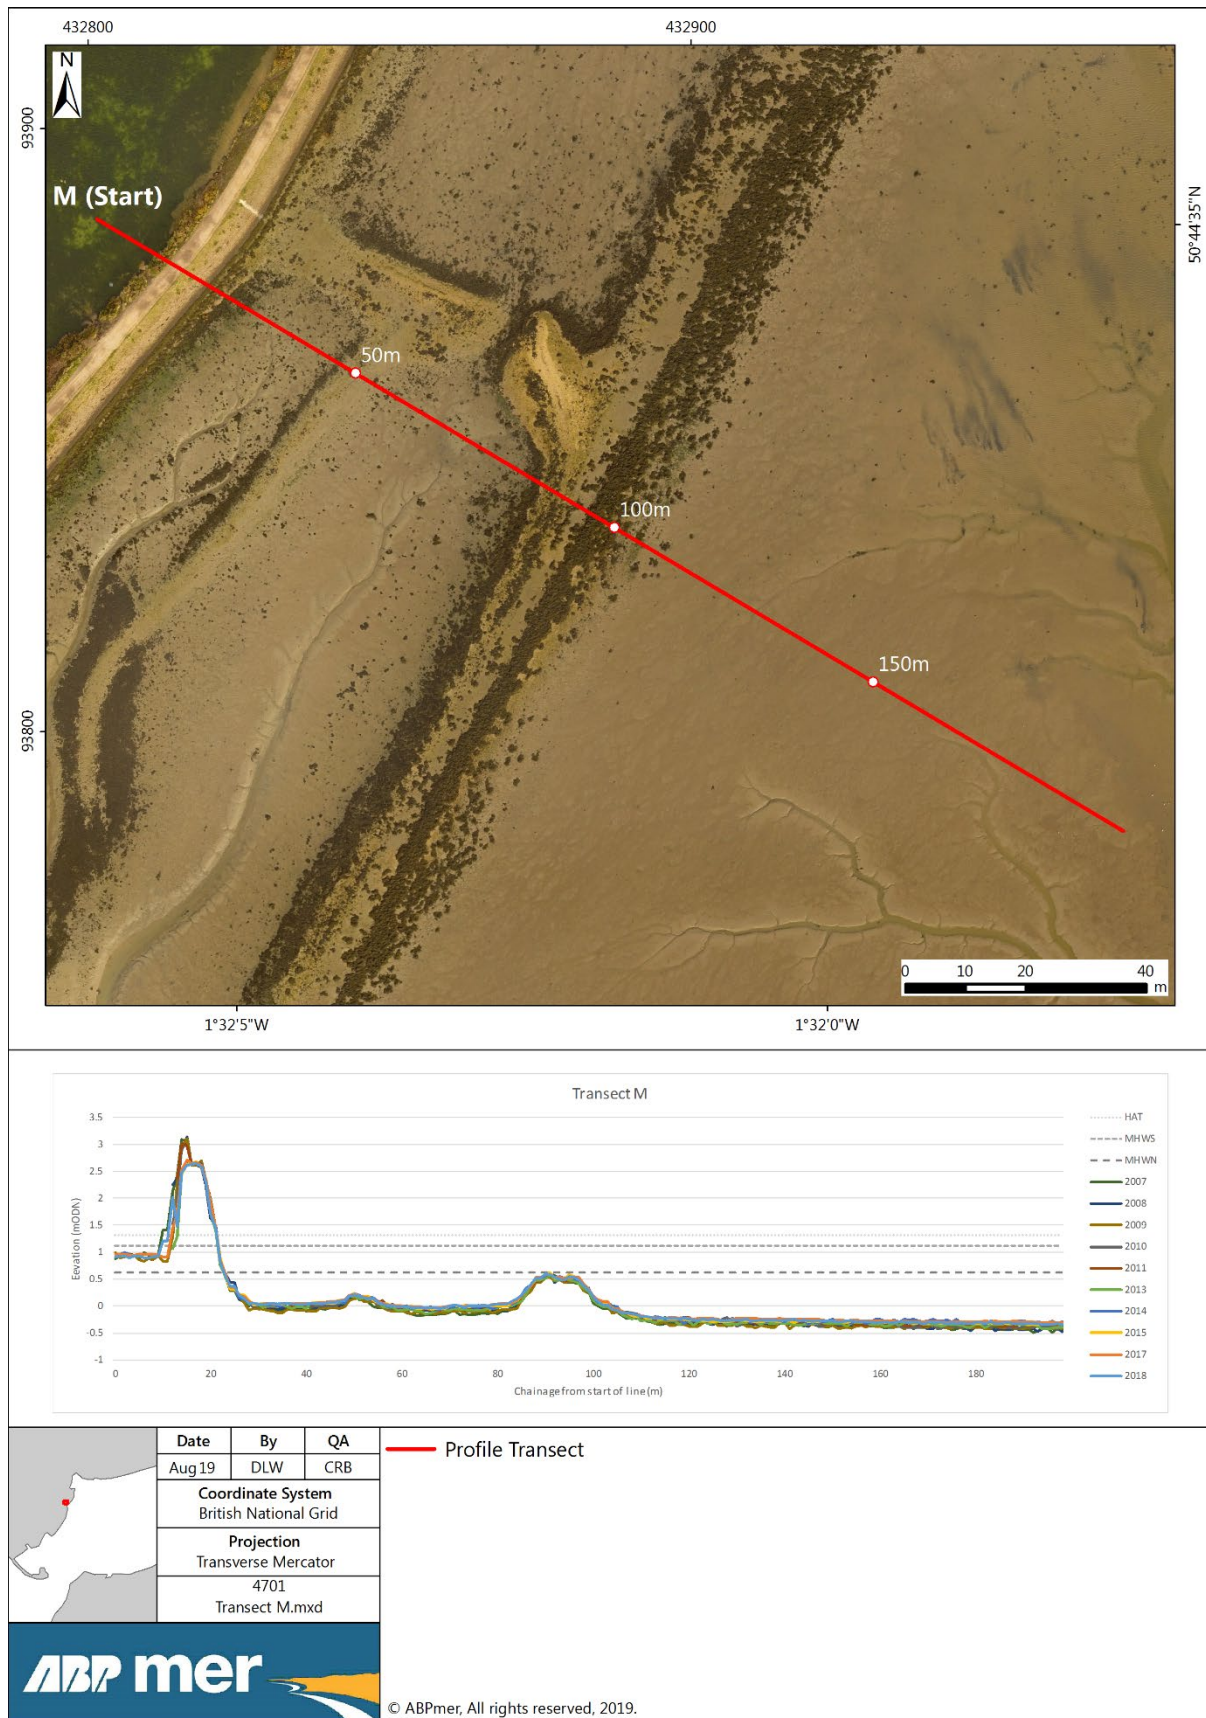 432800
432900
N
93900
M (Start)
50°44'35"N
50m
100m
150m
93800
0 10 20 40
m
1°32'5"W
1°32'0"W
Transect M
3.5
3
2.5
2
1.5
1
0.5
0
-0.5
-1
Eevation (mODN)
0 20 40 60 80 100 120 140 160 180
Chainage from start of line (m)
HAT
MHWS
MHWN
2007
2008
2009
2010
2011
2013
2014
2015
2017
2018
Date By QA
Aug 19 DLW CRB
Coordinate System
British National Grid
Projection
Transverse Mercator
4701
Transect M.mxd
Profile Transect
ABP mer
© ABPmer, All rights reserved, 2019.